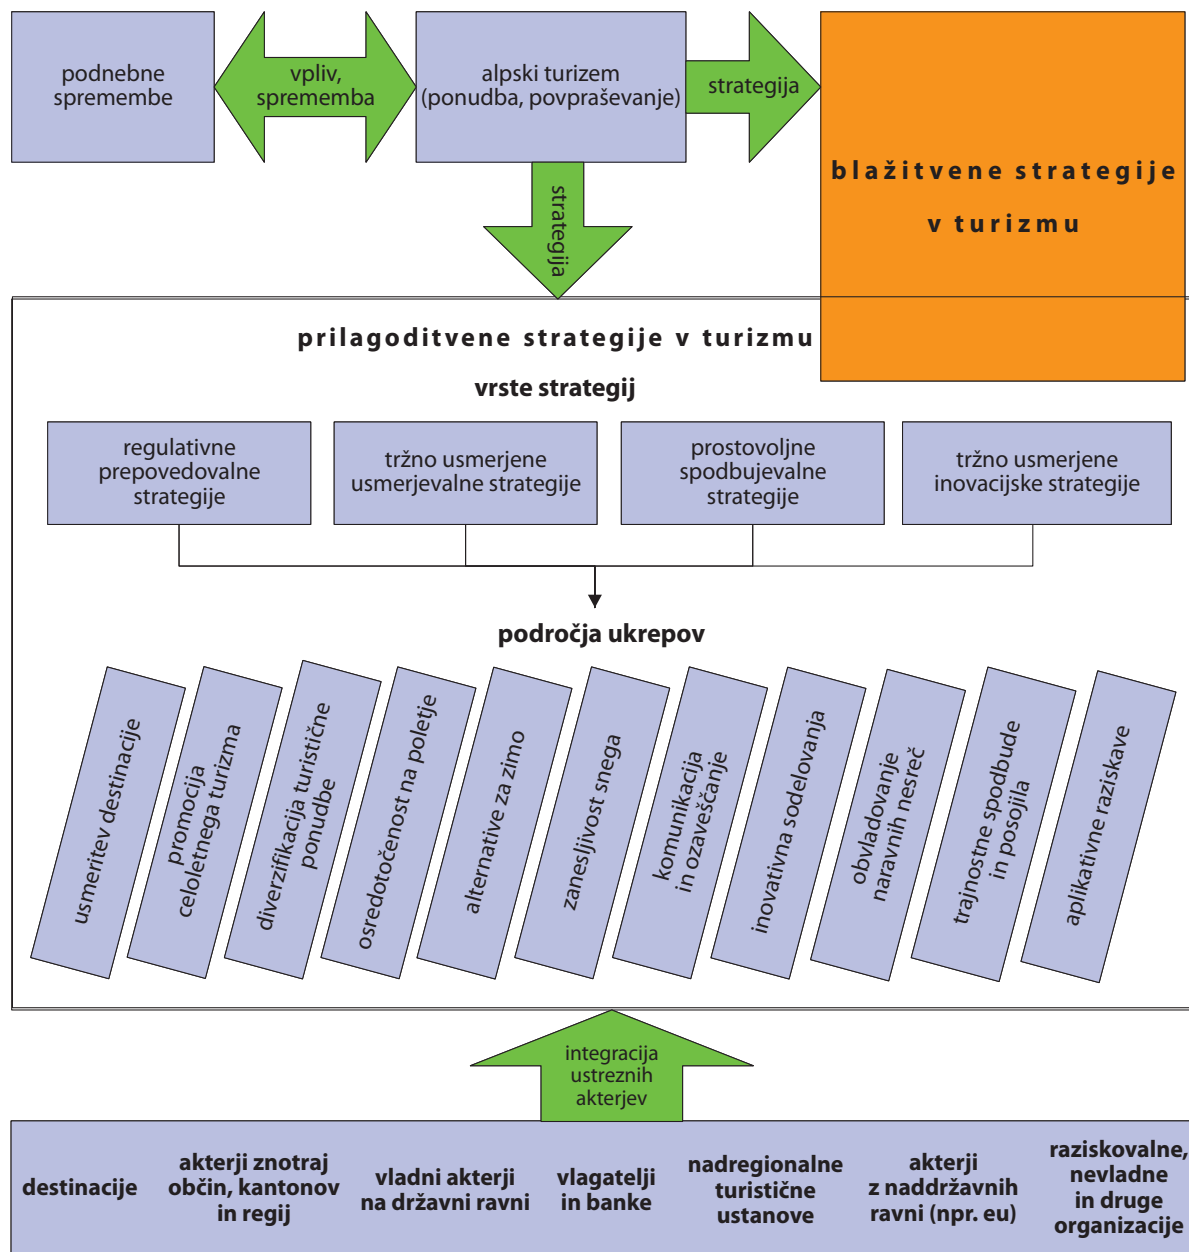 podnebne
spremembe
vpliv,
sprememba
alpski turizem
(ponudba, povpraševanje)
strategija
blažitvene strategije
v turizmu
strategija
prilagoditvene strategije v turizmu
vrste strategij
regulativne
prepovedovalne
strategije
tržno usmerjene
usmerjevalne strategije
prostovoljne
spodbujevalne
strategije
tržno usmerjene
inovacijske strategije
področja ukrepov
usmeritev destinacije
promocija
celoletnega turizma
diverzifikacija turistične
ponudbe
osredotočenost na poletje
alternative za zimo
zanesljivost snega
komunikacija
in ozaveščanje
inovativna sodelovanja
obvladovanje
naravnih nesreč
trajnostne spodbude
in posojila
aplikativne raziskave
integracija
ustreznih
akterjev
destinacije
akterji znotraj
občin, kantonov
in regij
vladni akterji
na državni ravni
vlagatelji
in banke
nadregionalne
turistične
ustanove
akterji
z naddržavnih
ravni (npr. eu)
raziskovalne,
nevladne
in druge
organizacije